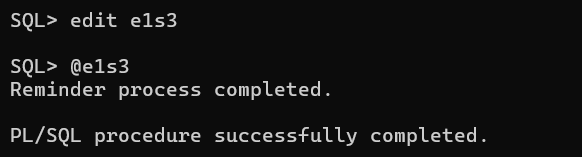 SQL> edit e1s3
SQL> @e1s3
Reminder process completed.
PL/SQL procedure successfully completed.